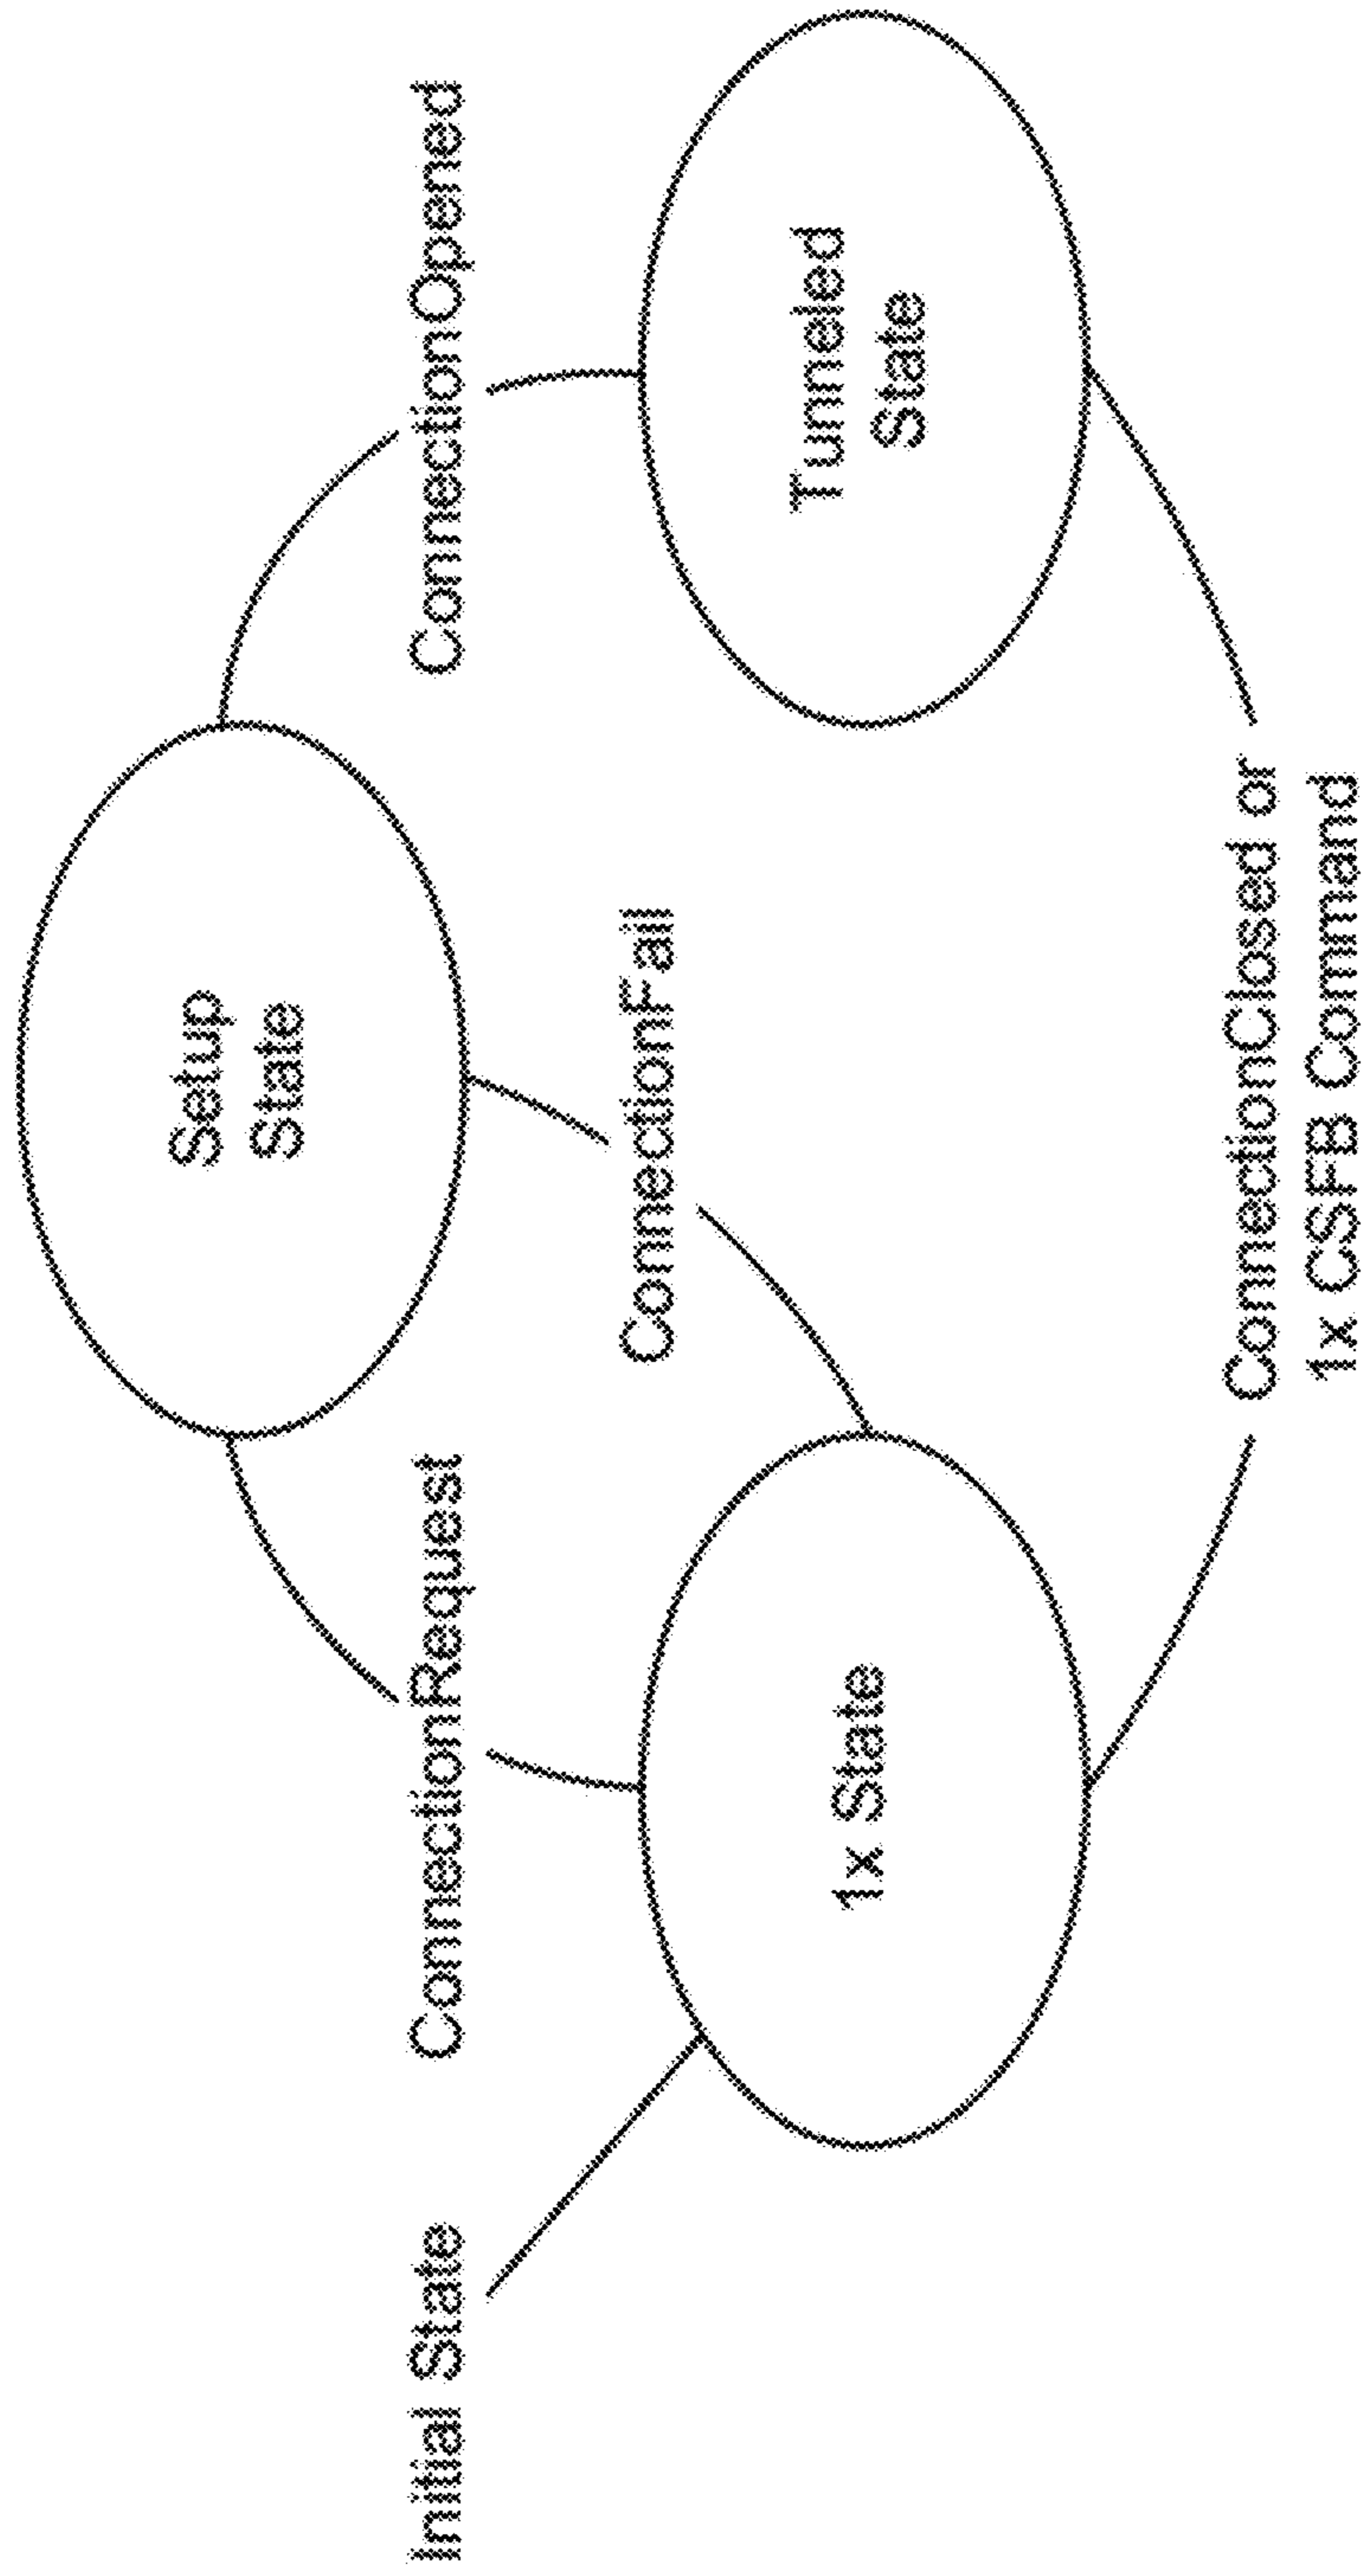 Setup
State
Initial State
ConnectionRequest
ConnectionOpened
ConnectionFail
1x State
Tunneled
State
ConnectionClosed or
1x CSFB Command